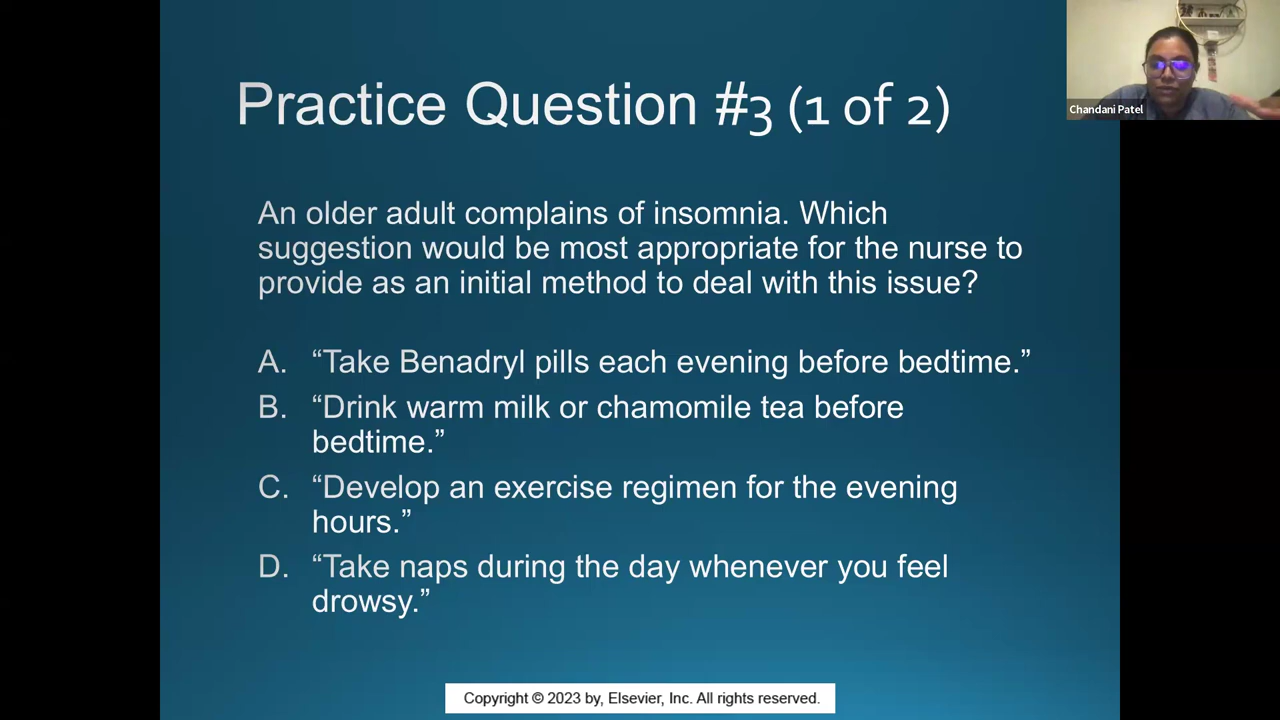 Practice Question #3 (1 of 2)
Chandani Patel
An older adult complains of insomnia. Which
suggestion would be most appropriate for the nurse to
provide as an initial method to deal with this issue?
A. “Take Benadryl pills each evening before bedtime.”
B. “Drink warm milk or chamomile tea before
bedtime.”
C. “Develop an exercise regimen for the evening
hours.”
D. “Take naps during the day whenever you feel
drowsy.”
Copyright © 2023 by, Elsevier, Inc. All rights reserved.